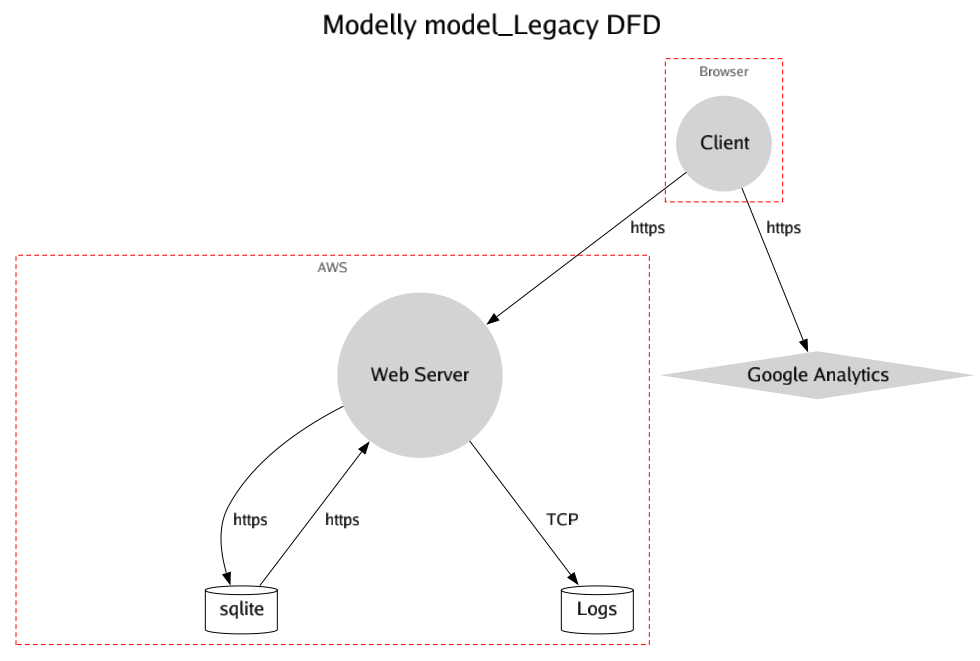 Modelly model_Legacy DFD
Browser
Client
https
https
AWS
Web Server
Google Analytics
https
https
TCP
sqlite
Logs